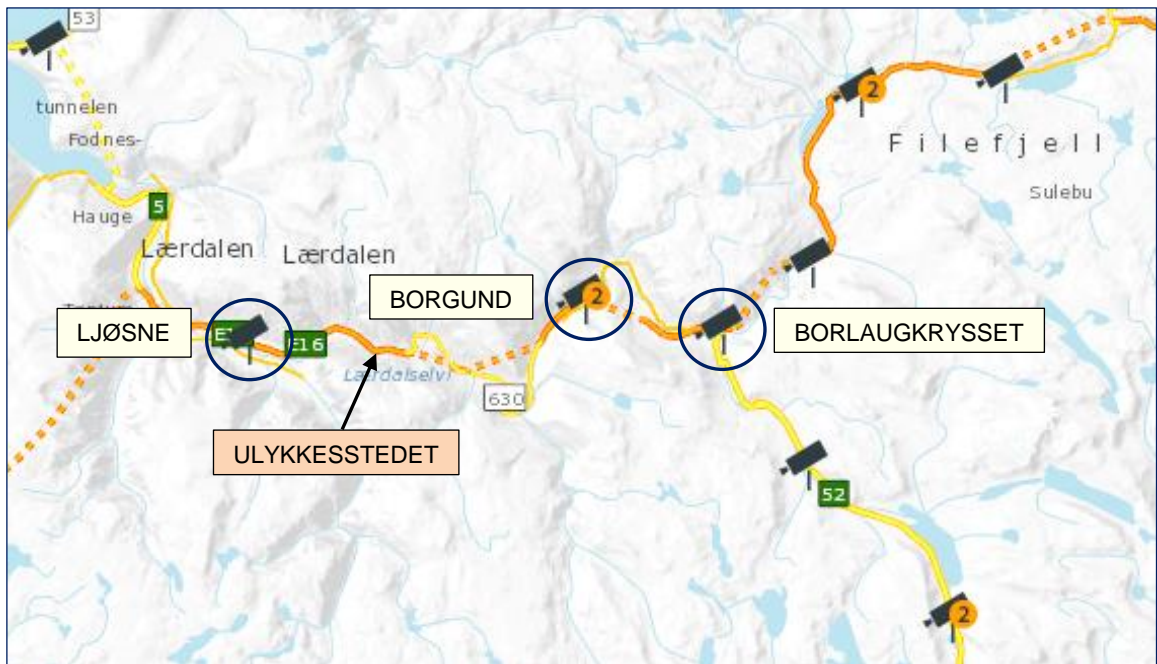 53
tunnelen
Fodnes-
2
Filefjell
Sulebu
5
Hauge
Lærdalen
Lærdalen
BORGUND
2
LJØSNE
BORLAUGKRYSSET
E16
Lærdalselvi
630
ULYKKESSTEDET
52
2